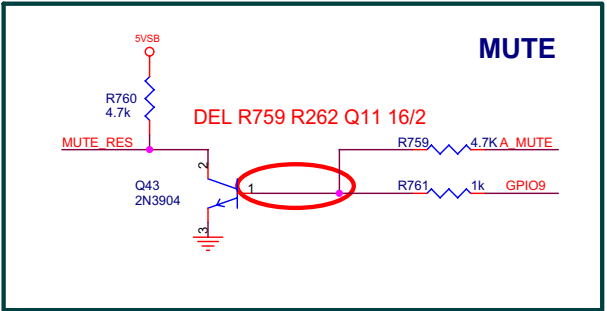 5VSB
MUTE
R760
4.7k
DEL R759 R262 Q11 16/2
MUTE_RES
R759
4.7K
A_MUTE
2
Q43
2N3904
1
R761
1k
GPIO9
3